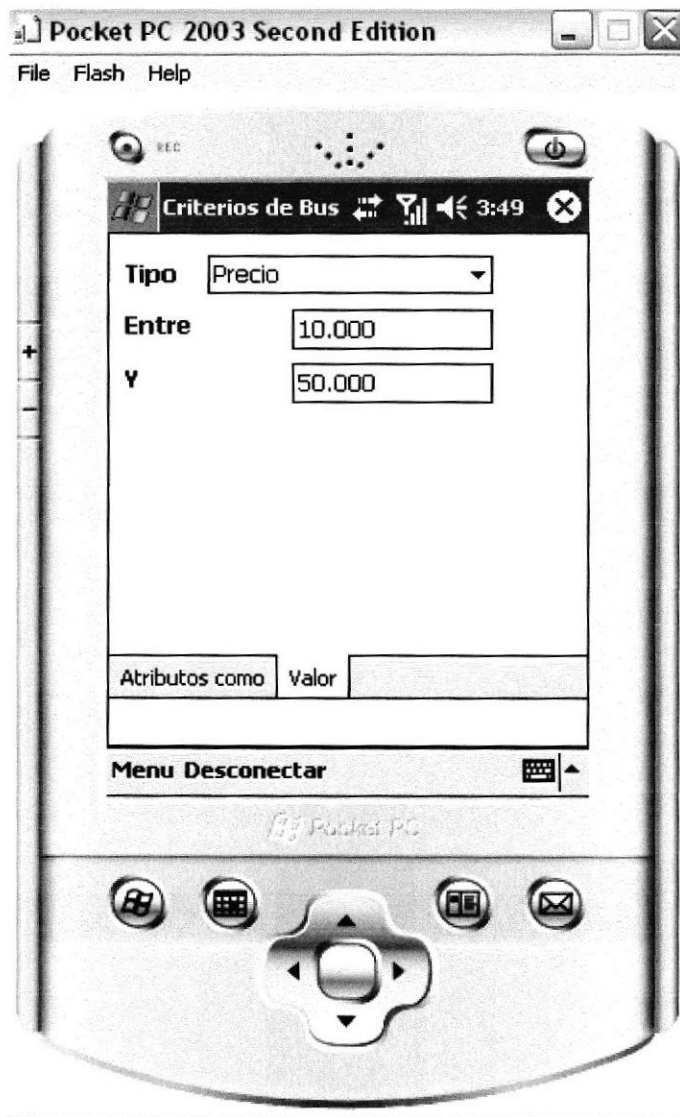 Pocket PC 2003 Second Edition
File Flash Help
REC
Criterios de Bus 3:49
Tipo Precio
Entre 10.000
Y 50.000
Atributos como Valor
Menu Desconectar
Pocket PC